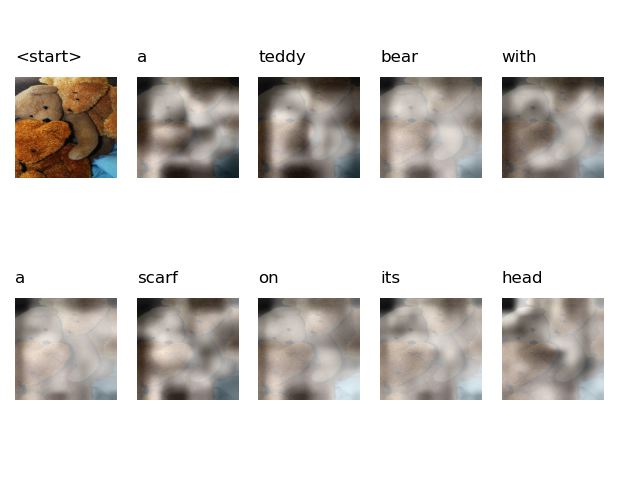 <start> a teddy bear with
a scarf on its head